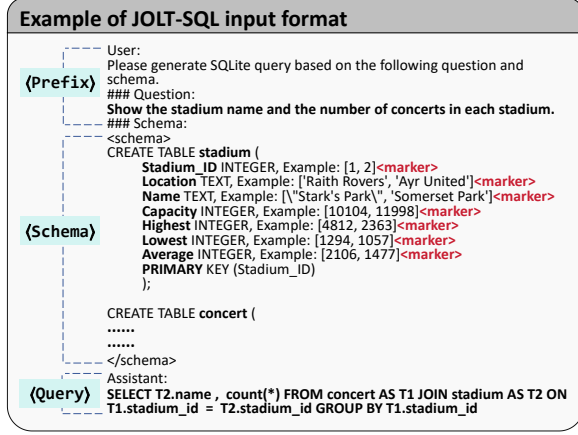 Example of JOLT-SQL input format
User:
Please generate SQLite query based on the following question and
schema.
⟨Prefix⟩
### Question:
Show the stadium name and the number of concerts in each stadium.
### Schema:
<schema>
CREATE TABLE stadium (
Stadium_ID INTEGER, Example: [1, 2]<marker>
Location TEXT, Example: ['Raith Rovers', 'Ayr United']<marker>
Name TEXT, Example: [\"Stark's Park\", 'Somerset Park']<marker>
Capacity INTEGER, Example: [10104, 11998]<marker>
⟨Schema⟩
Highest INTEGER, Example: [4812, 2363]<marker>
Lowest INTEGER, Example: [1294, 1057]<marker>
Average INTEGER, Example: [2106, 1477]<marker>
PRIMARY KEY (Stadium_ID)
);
CREATE TABLE concert (
......
......
</schema>
Assistant:
⟨Query⟩
SELECT T2.name , count(*) FROM concert AS T1 JOIN stadium AS T2 ON
T1.stadium_id = T2.stadium_id GROUP BY T1.stadium_id